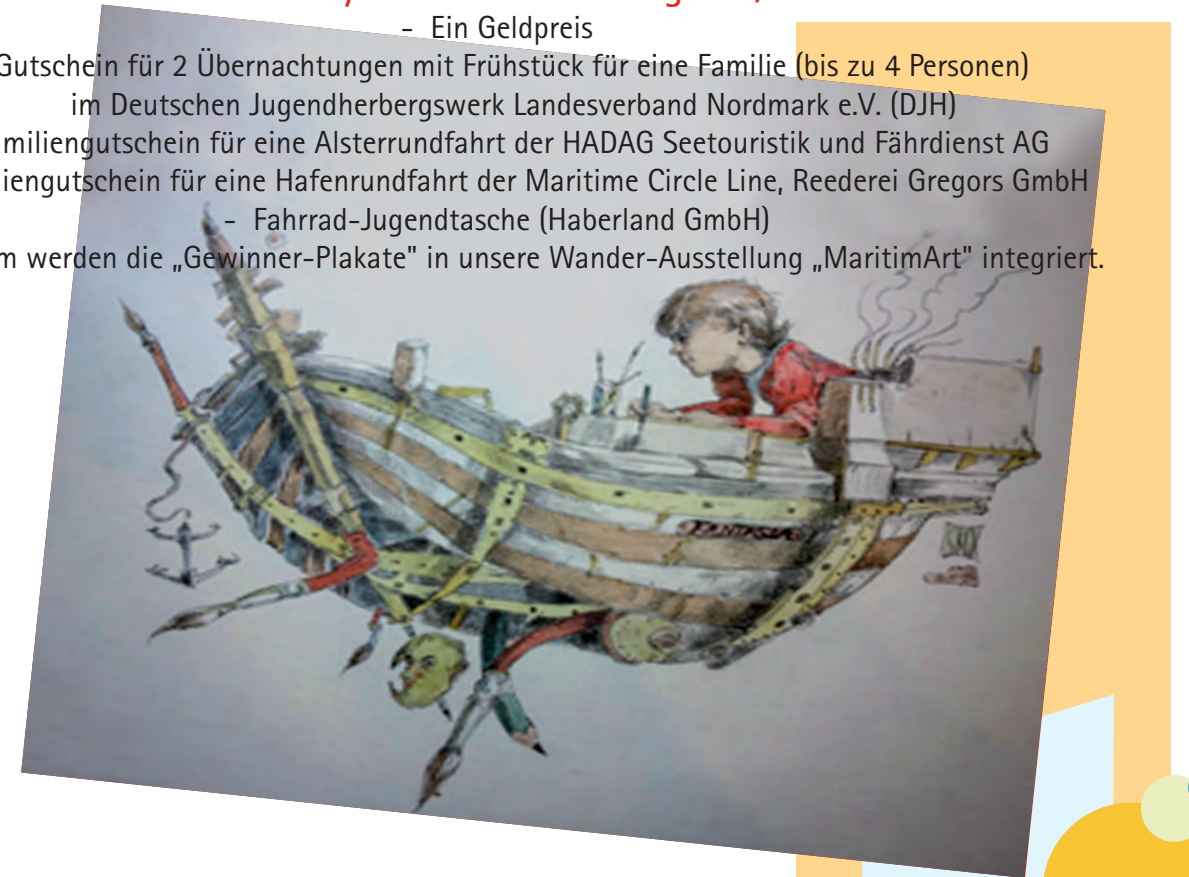 - Ein Geldpreis
Gutschein für 2 Übernachtungen mit Frühstück für eine Familie (bis zu 4 Personen)
im Deutschen Jugendherbergswerk Landesverband Nordmark e.V. (DJH)
miliengutschein für eine Alsterrundfahrt der HADAG Seetouristik und Fährdienst AG
iengutschein für eine Hafenrundfahrt der Maritime Circle Line, Reederei Gregors GmbH
- Fahrrad-Jugendtasche (Haberland GmbH)
m werden die „Gewinner-Plakate" in unsere Wander-Ausstellung „MaritimArt" integriert.